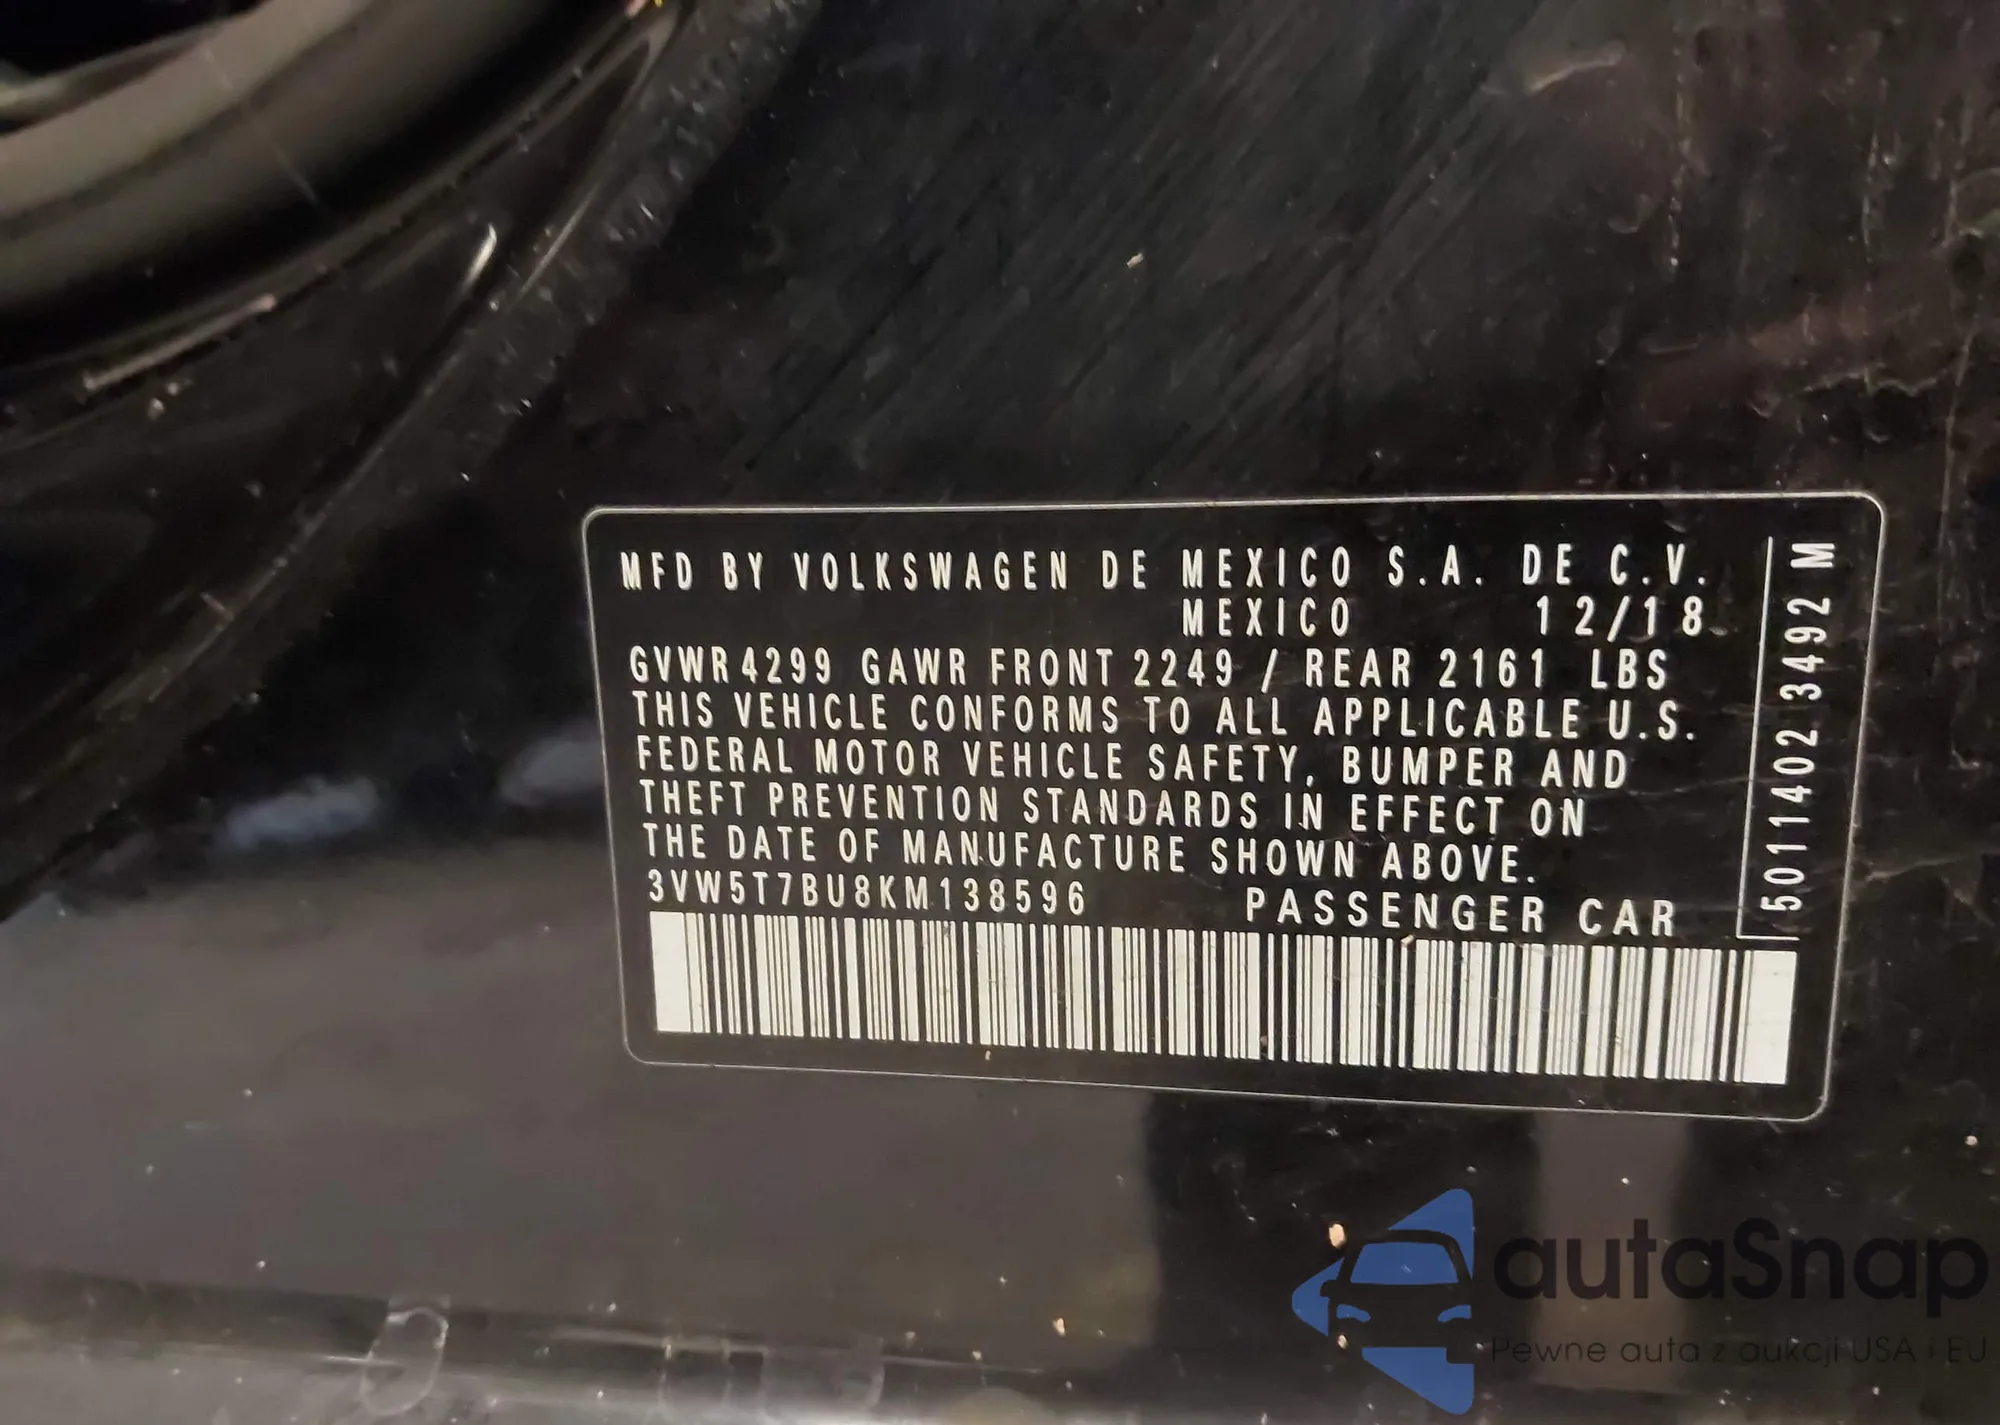 MFD BY VOLKSWAGEN DE MEXICO S.A. DE C.V.
MEXICO 12/18
GVWR 4299 GAWR FRONT 2249 / REAR 2161 LBS
THIS VEHICLE CONFORMS TO ALL APPLICABLE U.S.
FEDERAL MOTOR VEHICLE SAFETY, BUMPER AND
THEFT PREVENTION STANDARDS IN EFFECT ON
THE DATE OF MANUFACTURE SHOWN ABOVE.
3VW5T7BU8KM138596 PASSENGER CAR
5011402 3492 M
autaSnap
Pewne auta z aukcji USA i EU